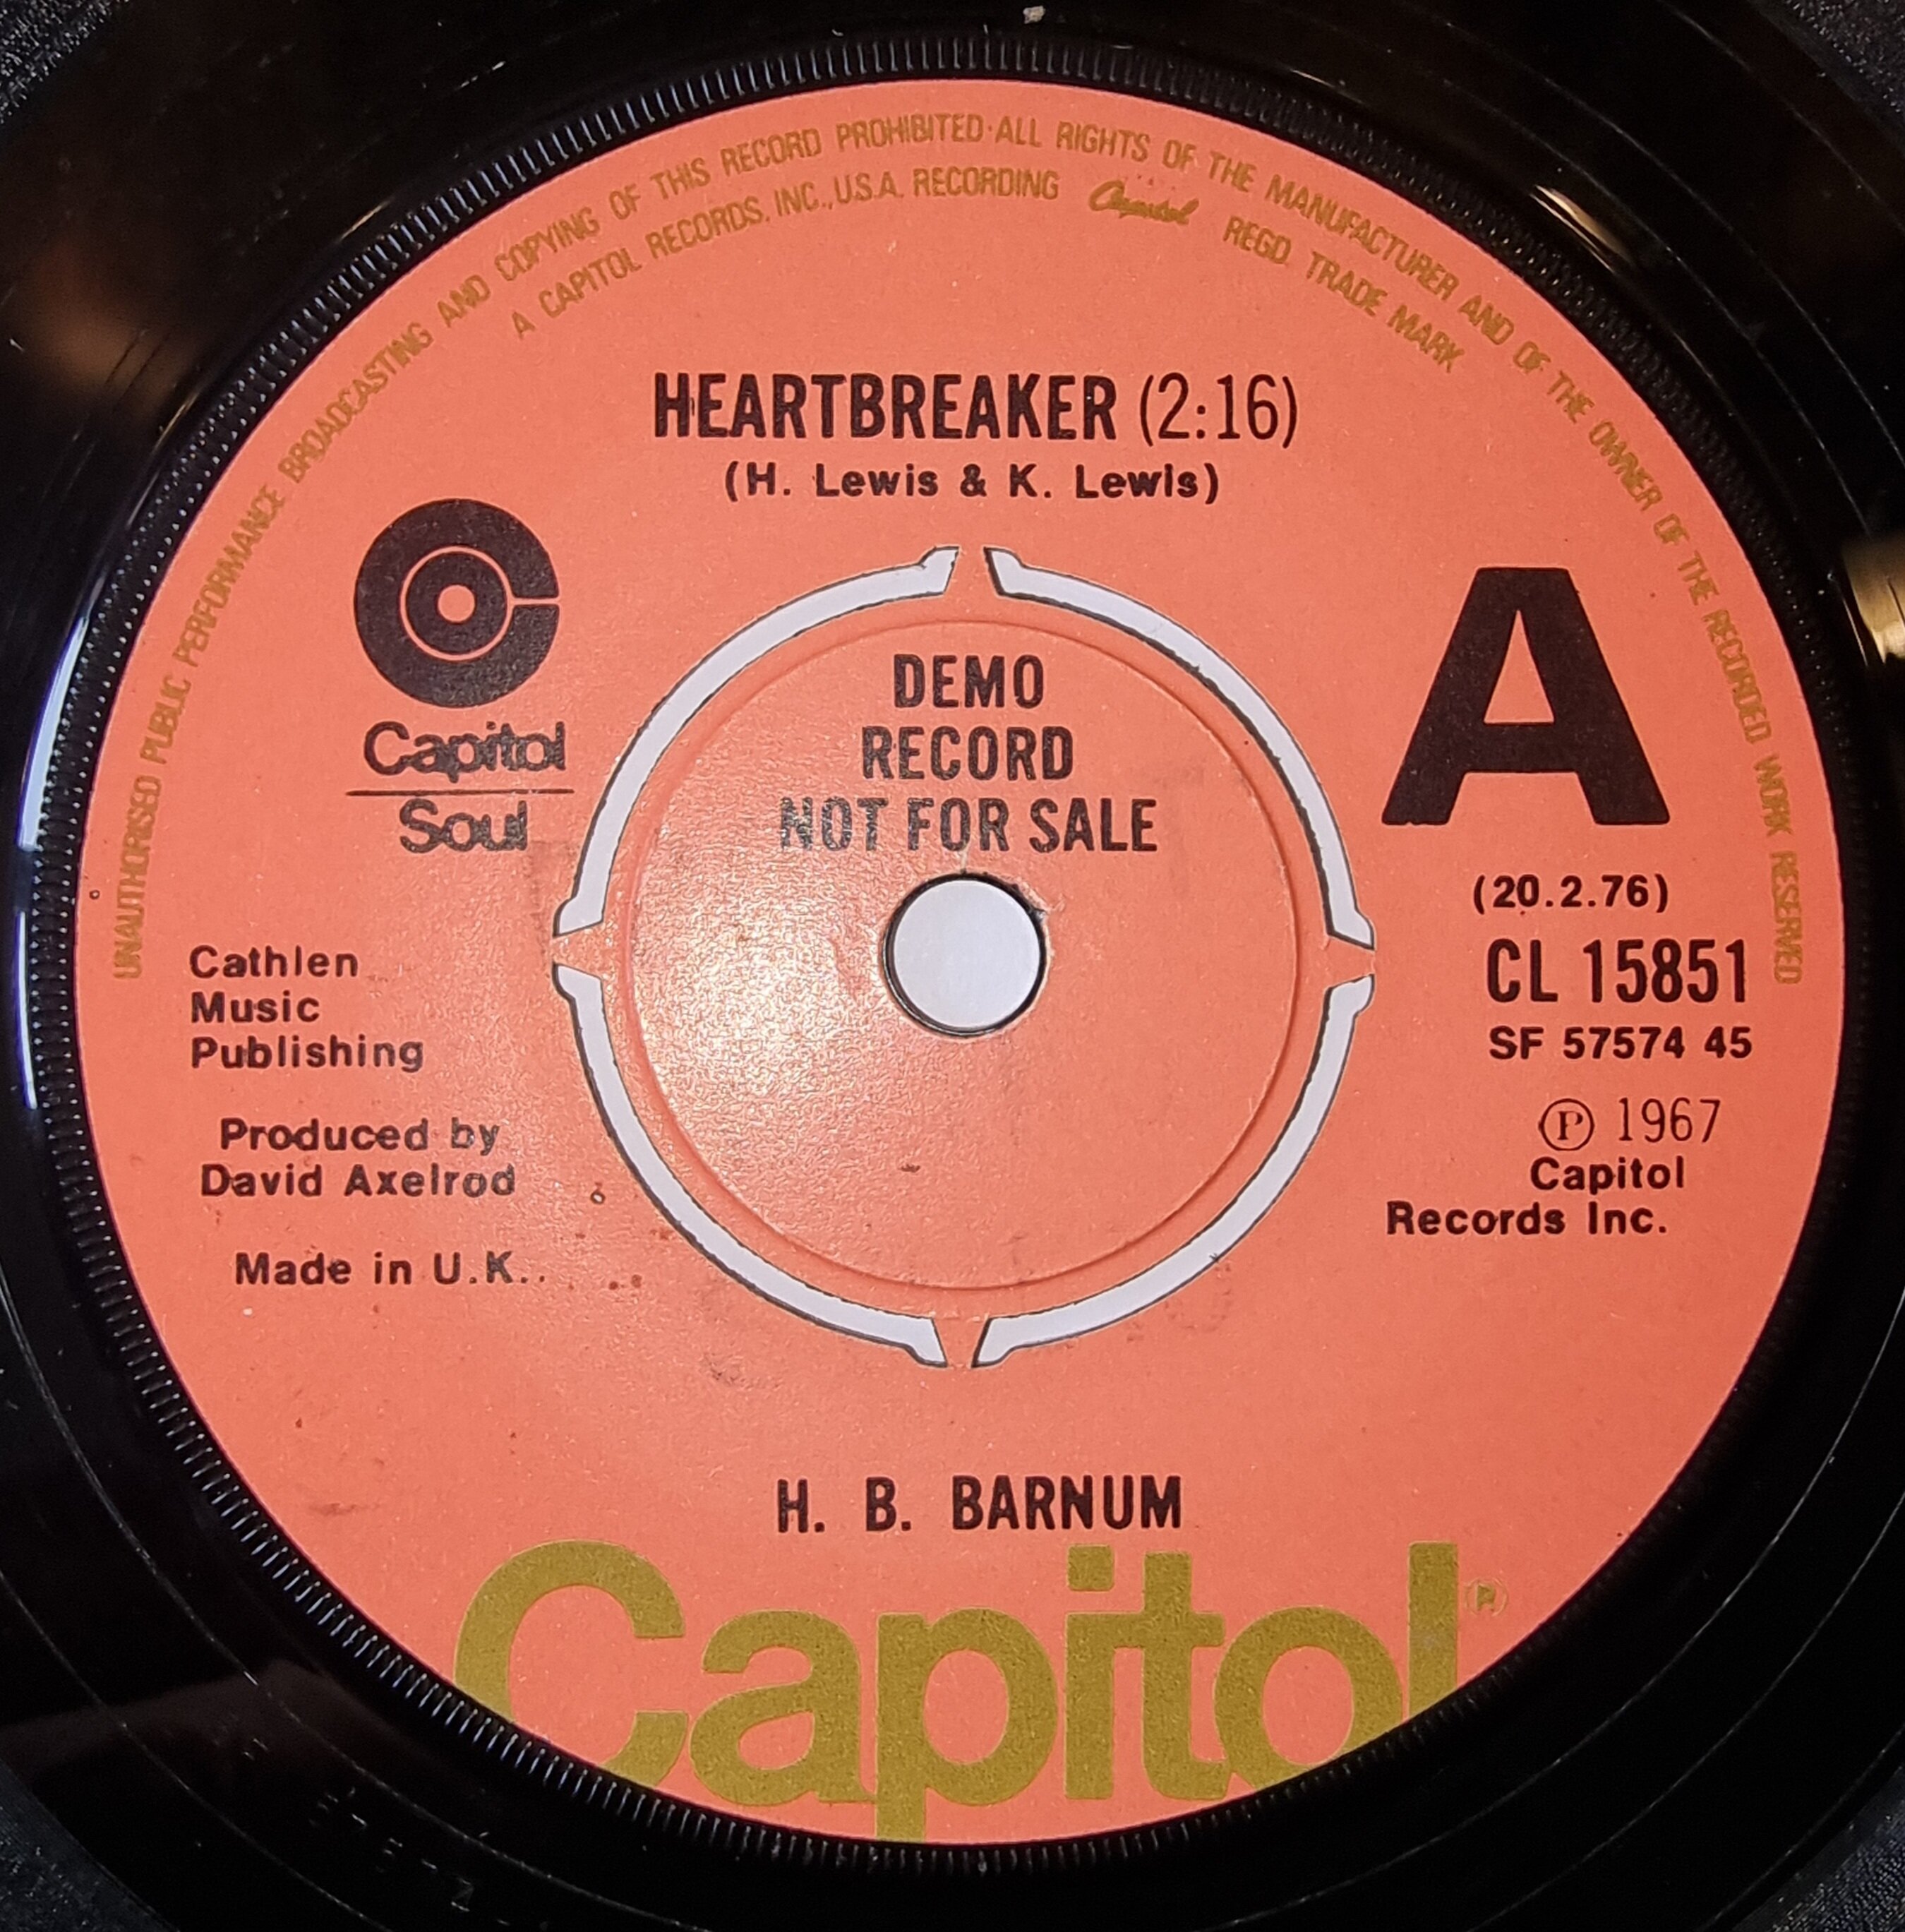 UNAUTHORISED PUBLIC PERFORMANCE BROADCASTING AND COPYING OF THIS RECORD PROHIBITED·ALL RIGHTS OF THE MANUFACTURER AND OF THE OWNER OF THE RECORDED WORK RESERVED
A CAPITOL RECORDS. INC., U.S.A. RECORDING Capitol REGD. TRADE MARK
HEARTBREAKER (2:16)
(H. Lewis & K. Lewis)
Capitol
Soul
DEMO
RECORD
NOT FOR SALE
A
(20.2.76)
CL 15851
SF 57574 45
Ⓟ 1967
Capitol
Records Inc.
Cathlen
Music
Publishing
Produced by
David Axelrod
Made in U.K..
H. B. BARNUM
Capitol®